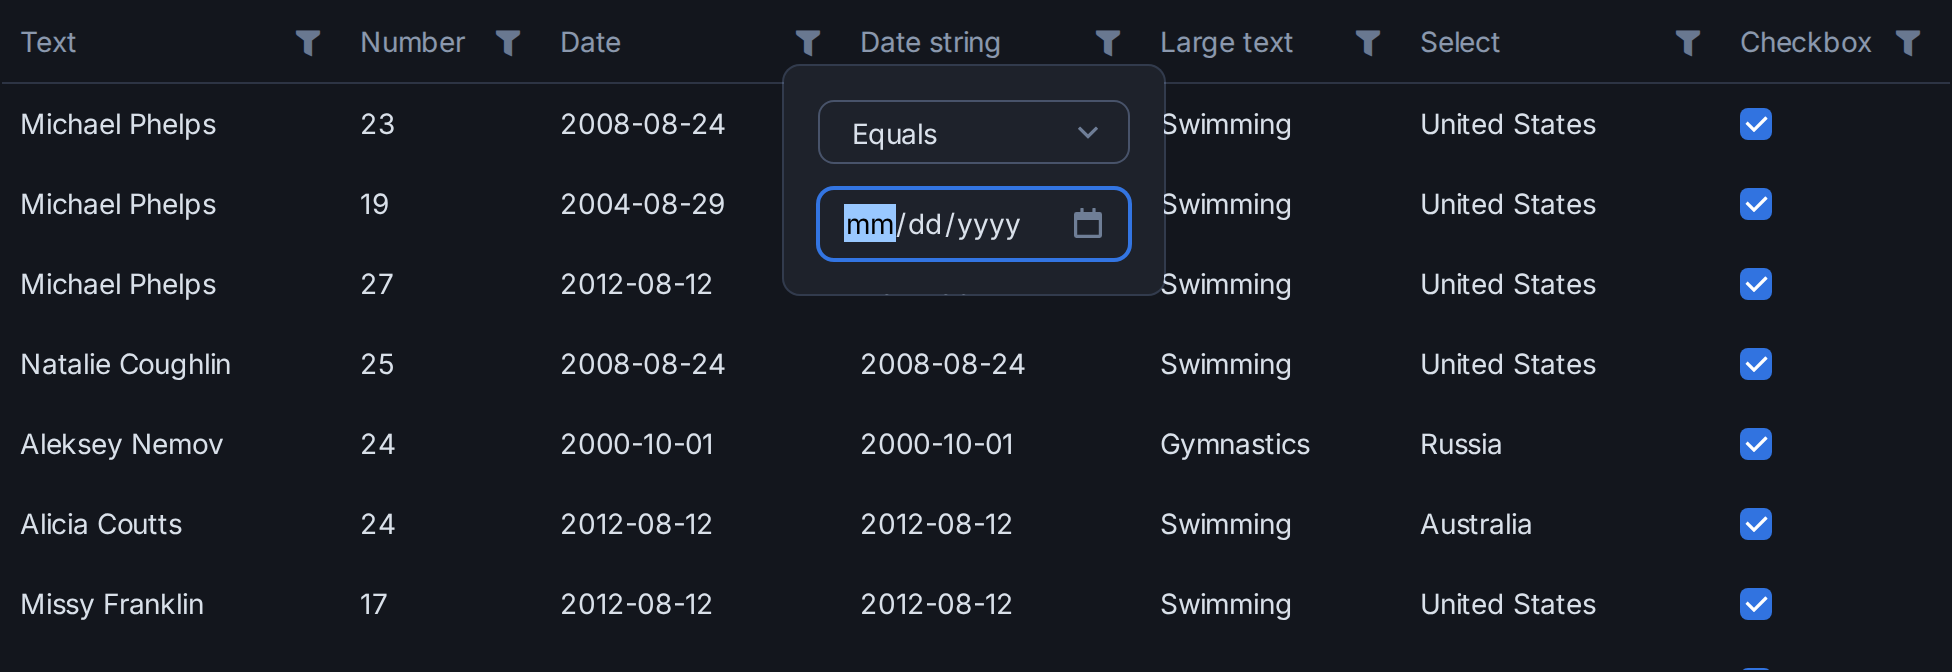 Text Number Date Date string Large text Select Checkbox
Michael Phelps 23 2008-08-24 Equals Swimming United States
Michael Phelps 19 2004-08-29 mm/dd/yyyy Swimming United States
Michael Phelps 27 2012-08-12 Swimming United States
Natalie Coughlin 25 2008-08-24 2008-08-24 Swimming United States
Aleksey Nemov 24 2000-10-01 2000-10-01 Gymnastics Russia
Alicia Coutts 24 2012-08-12 2012-08-12 Swimming Australia
Missy Franklin 17 2012-08-12 2012-08-12 Swimming United States